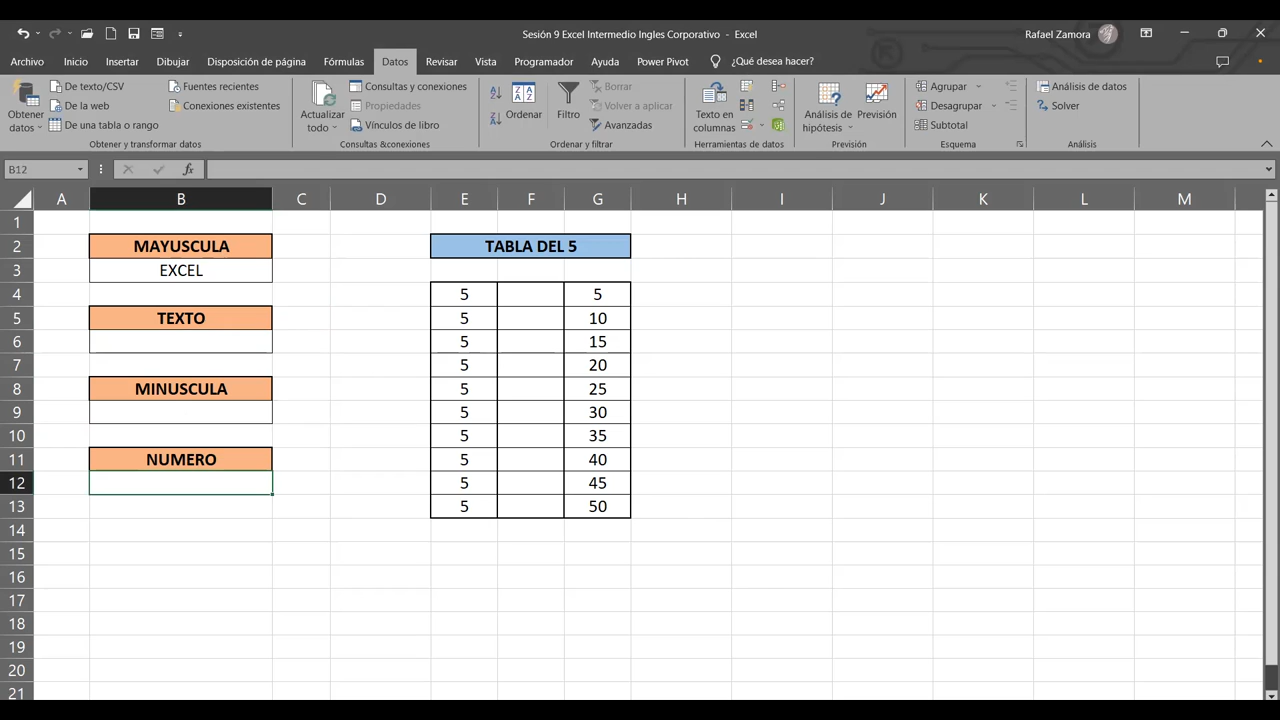 Sesión 9 Excel Intermedio Ingles Corporativo - Excel
Rafael Zamora
Archivo Inicio Insertar Dibujar Disposición de página Fórmulas Datos Revisar Vista Programador Ayuda Power Pivot ¿Qué desea hacer?
Obtener datos
De texto/CSV
De la web
De una tabla o rango
Fuentes recientes
Conexiones existentes
Obtener y transformar datos
Actualizar todo
Consultas y conexiones
Propiedades
Vínculos de libro
Consultas &conexiones
Ordenar
Filtro
Borrar
Volver a aplicar
Avanzadas
Ordenar y filtrar
Texto en columnas
Herramientas de datos
Análisis de hipótesis
Previsión
Previsión
Agrupar
Desagrupar
Subtotal
Esquema
Análisis de datos
Solver
Análisis
B12
fx
A B C D E F G H I J K L M
1
2 MAYUSCULA TABLA DEL 5
3 EXCEL
4 5 5
5 TEXTO 5 10
6 5 15
7 5 20
8 MINUSCULA 5 25
9 5 30
10 5 35
11 NUMERO 5 40
12 5 45
13 5 50
14
15
16
17
18
19
20
21